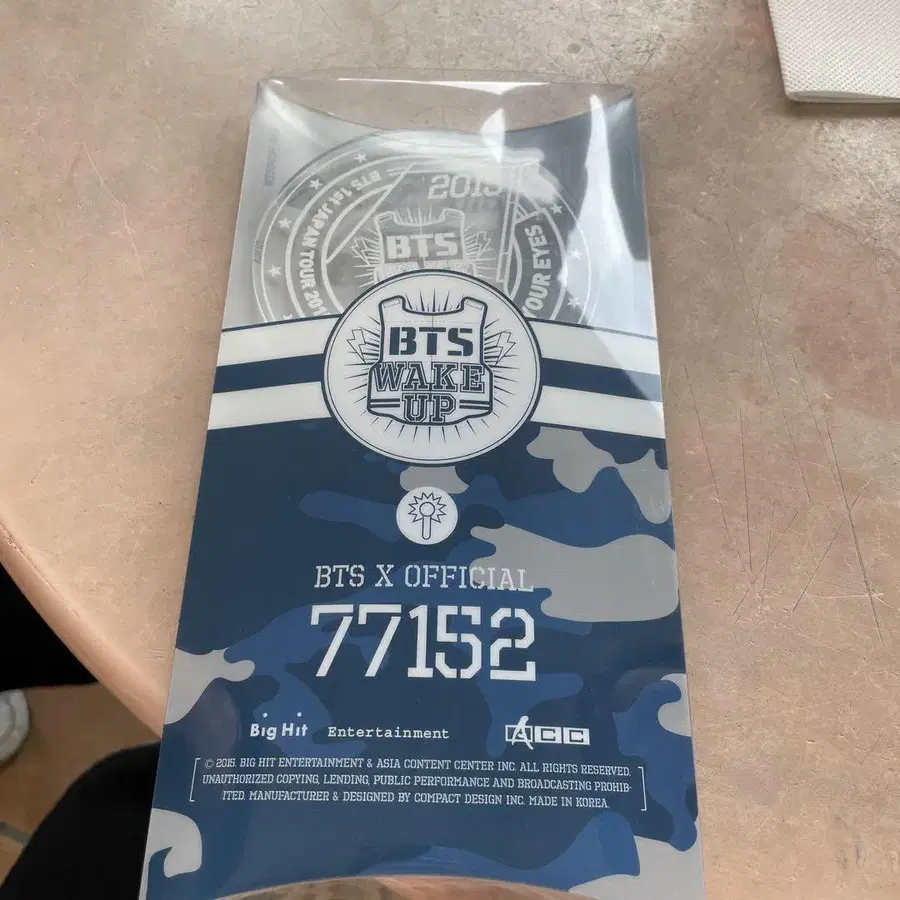 2015
BTS 1st JAPAN TOUR 201
YOUR EYES
BTS
BTS
WAKE
UP
BTS X OFFICIAL
77152
Big Hit Entertainment ACC
© 2015. BIG HIT ENTERTAINMENT & ASIA CONTENT CENTER INC. ALL RIGHTS RESERVED.
UNAUTHORIZED COPYING, LENDING, PUBLIC PERFORMANCE AND BROADCASTING PROHIB-
ITED. MANUFACTURER & DESIGNED BY COMPACT DESIGN INC. MADE IN KOREA.